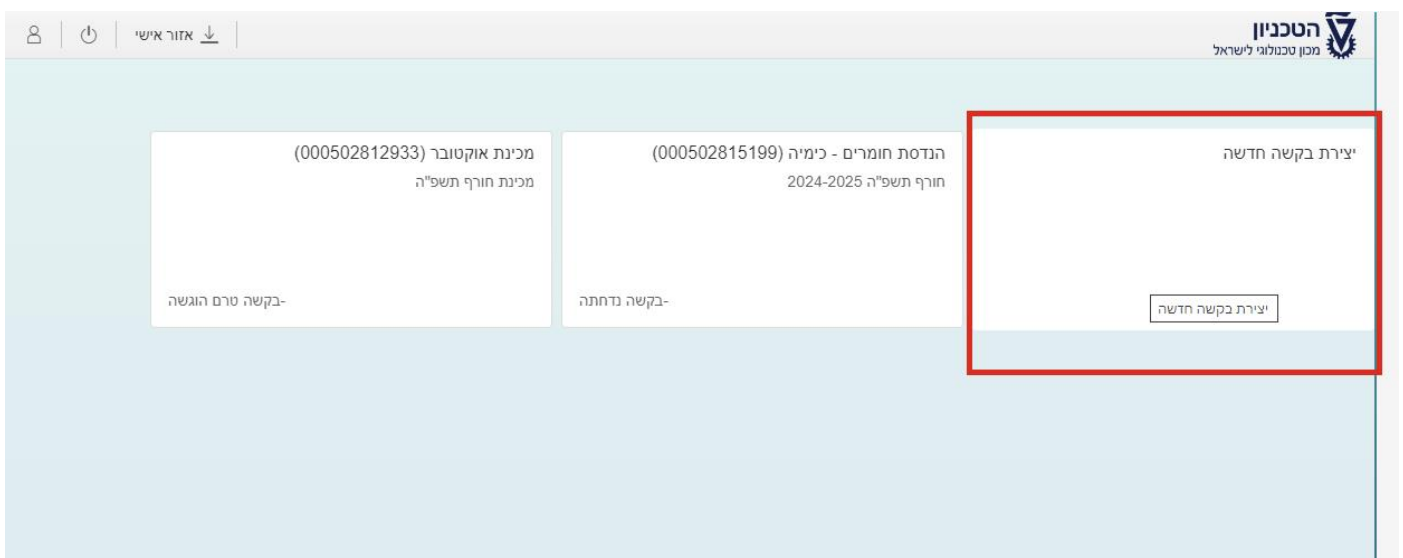 הטכניון
מכון טכנולוגי לישראל
אזור אישי
יצירת בקשה חדשה
יצירת בקשה חדשה
הנדסת חומרים - כימיה (000502815199)
חורף תשפ"ה 2024-2025
-בקשה נדחתה
מכינת אוקטובר (000502812933)
מכינת חורף תשפ"ה
-בקשה טרם הוגשה